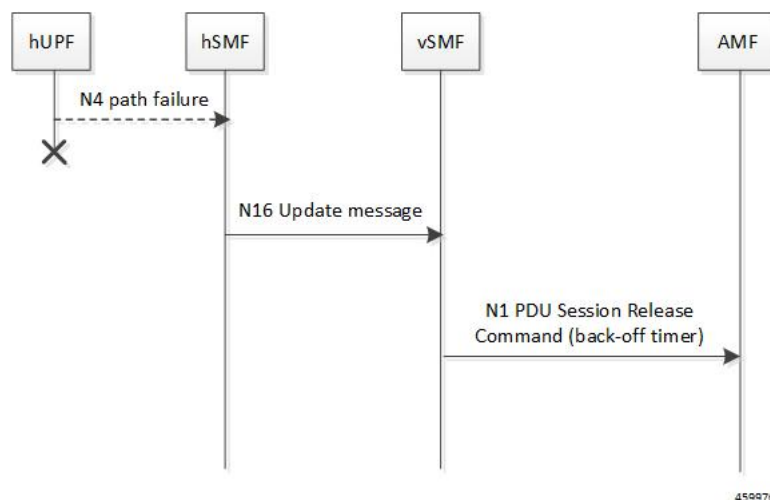 hUPF
hSMF
vSMF
AMF
N4 path failure
N16 Update message
N1 PDU Session Release
Command (back-off timer)